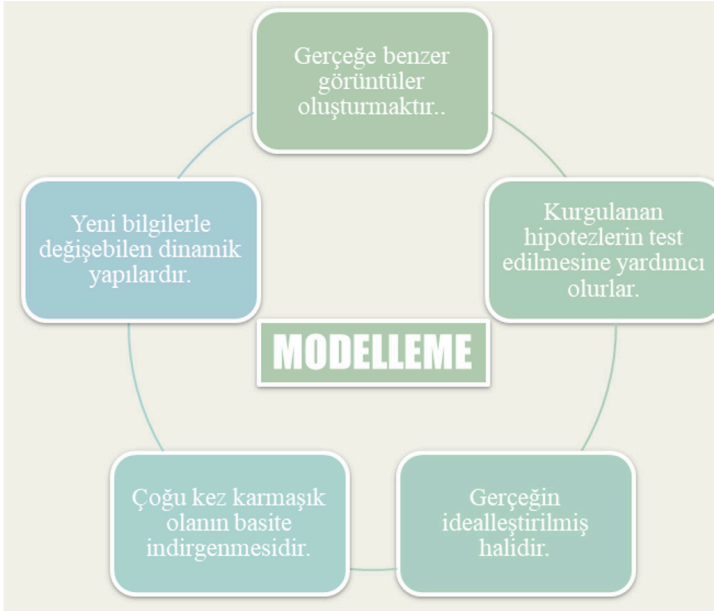 Gerçeğe benzer
görüntüler
oluşturmaktır..
Kurgulanan
hipotezlerin test
edilmesine yardımcı
olurlar.
Gerçeğin
idealleştirilmiş
halidir.
Çoğu kez karmaşık
olanın basite
indirgenmesidir.
Yeni bilgilerle
değişebilen dinamik
yapılardır.
MODELLEME